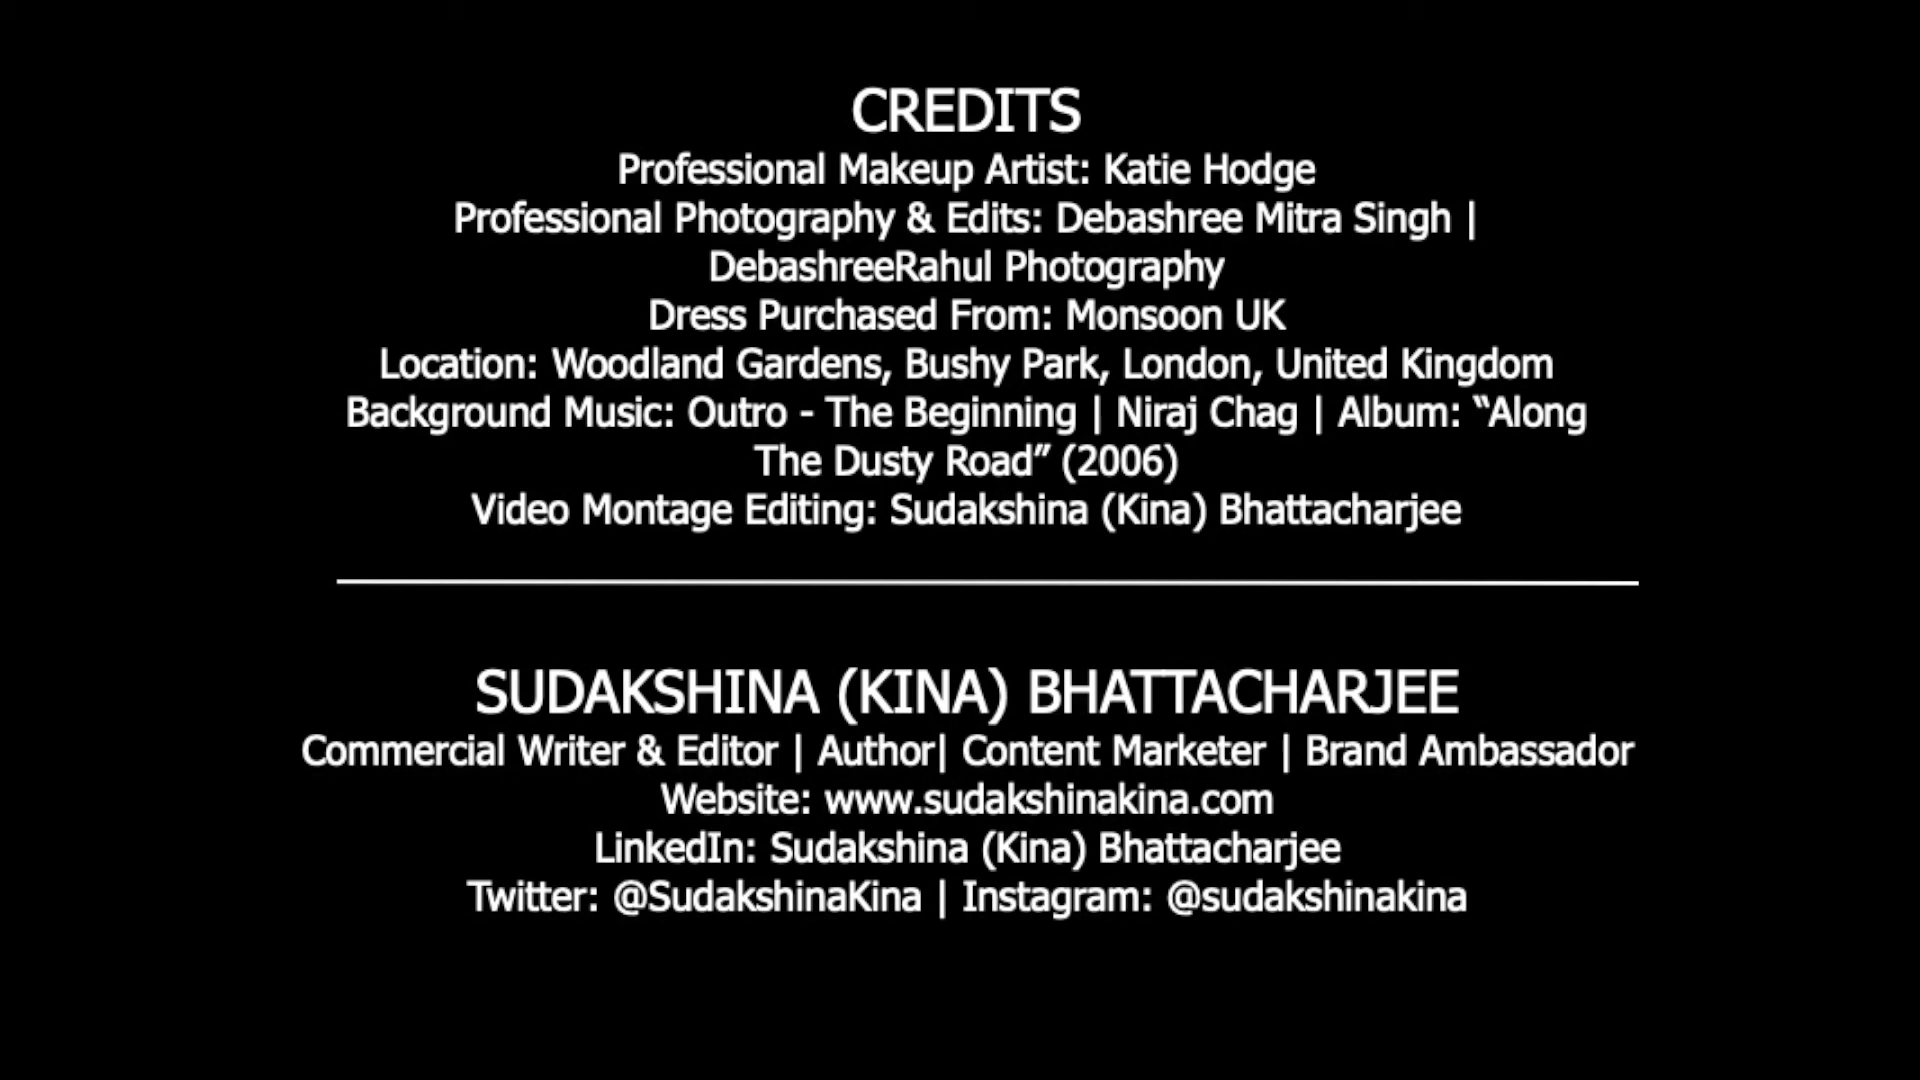 CREDITS
Professional Makeup Artist: Katie Hodge
Professional Photography & Edits: Debashree Mitra Singh |
DebashreeRahul Photography
Dress Purchased From: Monsoon UK
Location: Woodland Gardens, Bushy Park, London, United Kingdom
Background Music: Outro - The Beginning | Niraj Chag | Album: “Along
The Dusty Road” (2006)
Video Montage Editing: Sudakshina (Kina) Bhattacharjee
SUDAKSHINA (KINA) BHATTACHARJEE
Commercial Writer & Editor | Author| Content Marketer | Brand Ambassador
Website: www.sudakshinakina.com
LinkedIn: Sudakshina (Kina) Bhattacharjee
Twitter: @SudakshinaKina | Instagram: @sudakshinakina